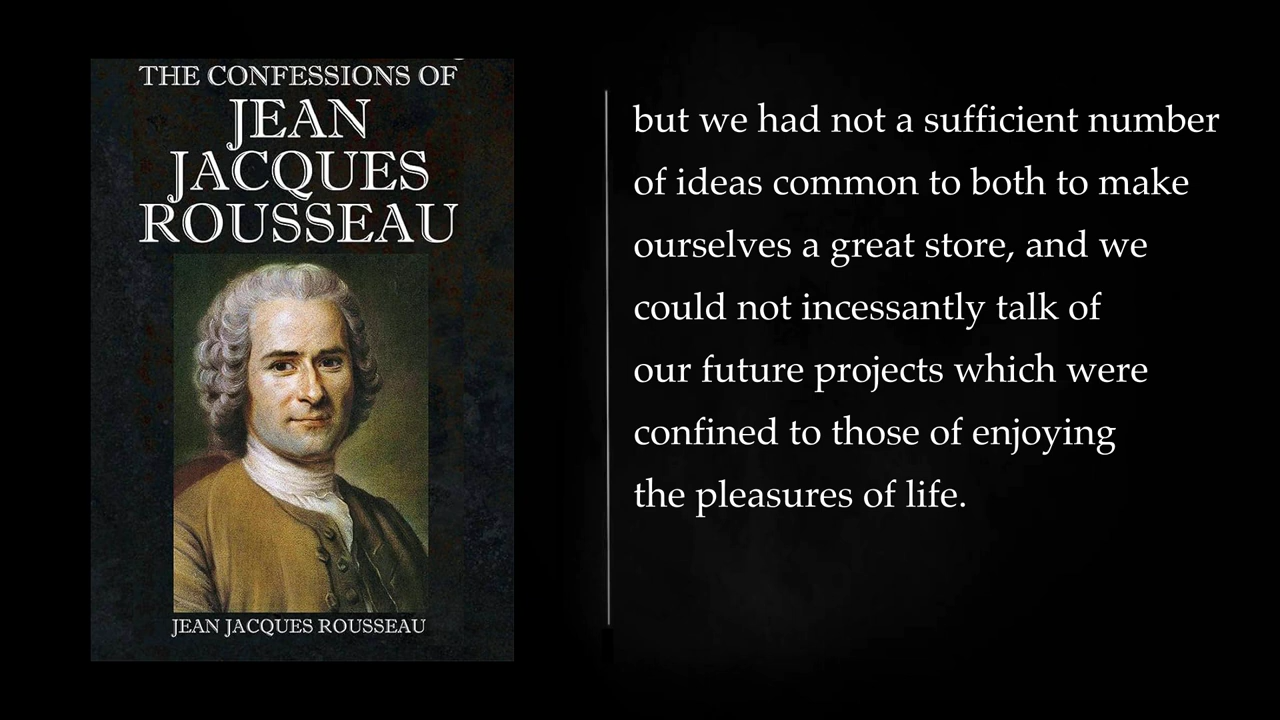 THE CONFESSIONS OF
JEAN
JACQUES
ROUSSEAU
JEAN JACQUES ROUSSEAU
but we had not a sufficient number
of ideas common to both to make
ourselves a great store, and we
could not incessantly talk of
our future projects which were
confined to those of enjoying
the pleasures of life.